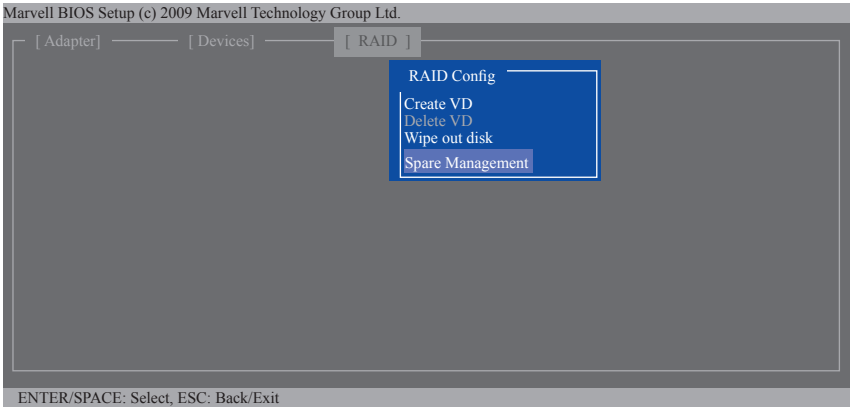 Marvell BIOS Setup (c) 2009 Marvell Technology Group Ltd.
[ Adapter] [ Devices] [ RAID ]
RAID Config
Create VD
Delete VD
Wipe out disk
Spare Management
ENTER/SPACE: Select, ESC: Back/Exit